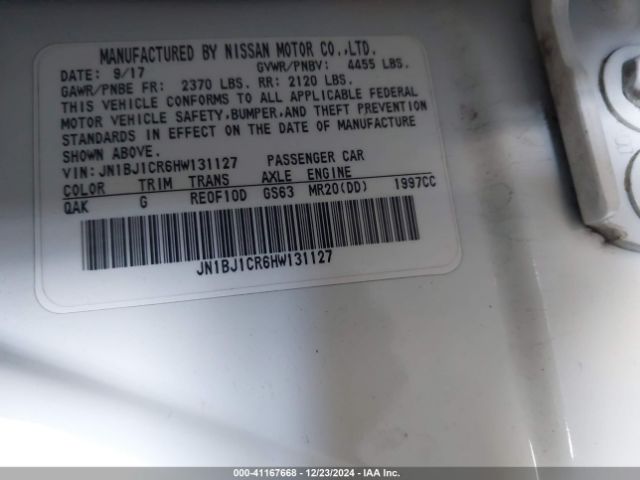 MANUFACTURED BY NISSAN MOTOR CO.,LTD.
DATE: 9/17 GVWR/PNBV: 4455 LBS.
GAWR/PNBE FR: 2370 LBS. RR: 2120 LBS.
THIS VEHICLE CONFORMS TO ALL APPLICABLE FEDERAL
MOTOR VEHICLE SAFETY,BUMPER,AND THEFT PREVENTION
STANDARDS IN EFFECT ON THE DATE OF MANUFACTURE
SHOWN ABOVE.
VIN:JN1BJ1CR6HW131127 PASSENGER CAR
COLOR TRIM TRANS AXLE ENGINE
QAK G RE0F10D GS63 MR20(DD) 1997CC
JN1BJ1CR6HW131127
000-41167668 - 12/23/2024 - IAA Inc.